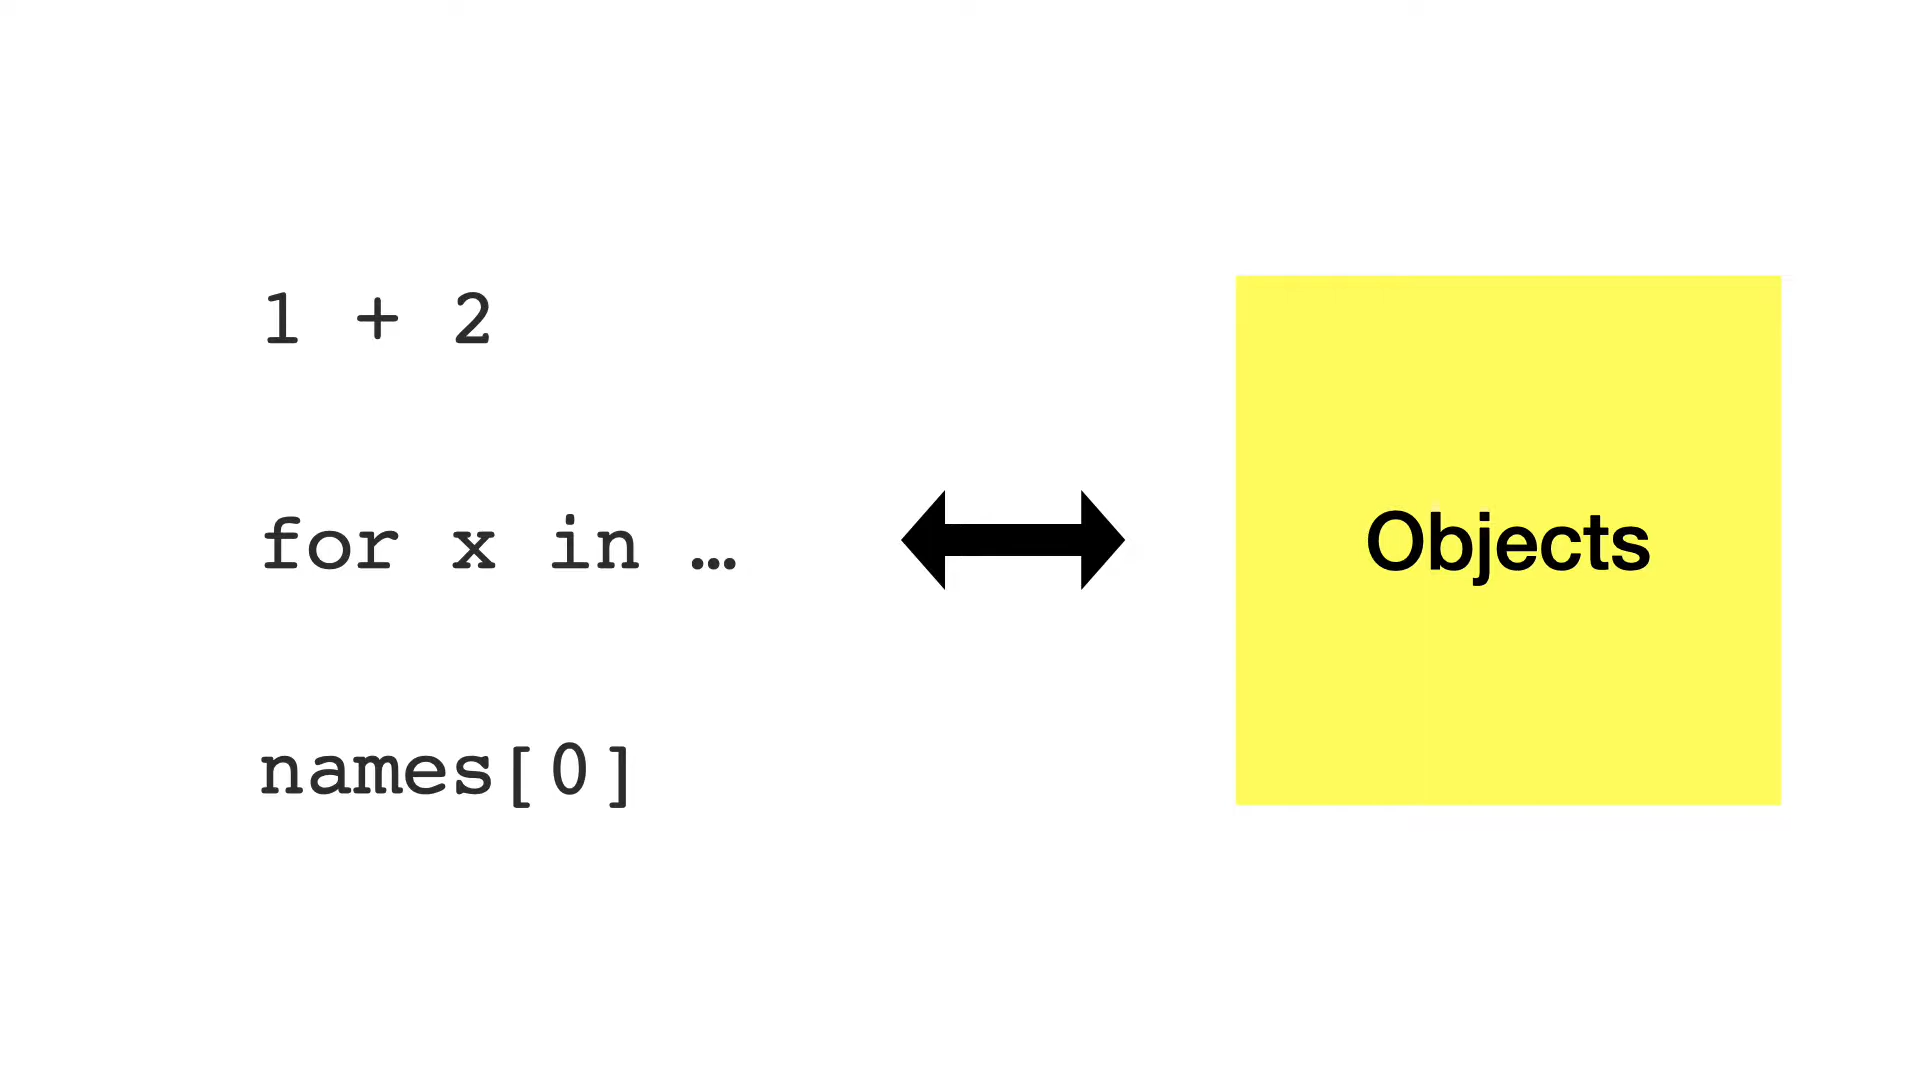 1 + 2
for x in …
names[0]
Objects